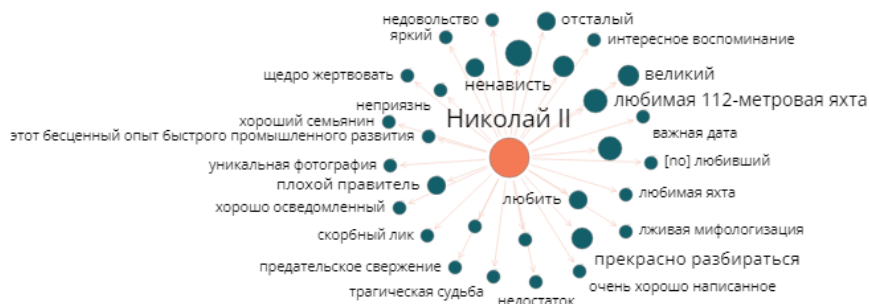 недовольство
отсталый
яркий
интересное воспоминание
щедро жертвовать
ненависть
великий
неприязнь
любимая 112-метровая яхта
хороший семьянин
Николай II
этот бесценный опыт быстрого промышленного развития
важная дата
уникальная фотография
[no] любивший
плохой правитель
любить
любимая яхта
хорошо осведомленный
скорбный лик
лживая мифологизация
предательское свержение
прекрасно разбираться
трагическая судьба
очень хорошо написанное
недостаток